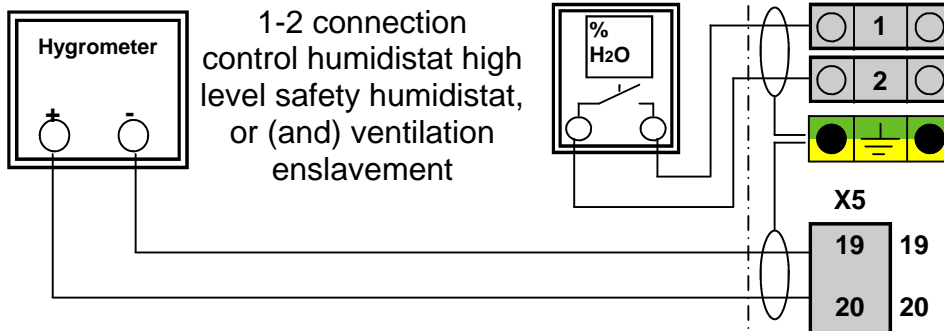 Hygrometer
+ -
1-2 connection
control humidistat high
level safety humidistat,
or (and) ventilation
enslavement
%
H2O
1
2
X5
19 19
20 20